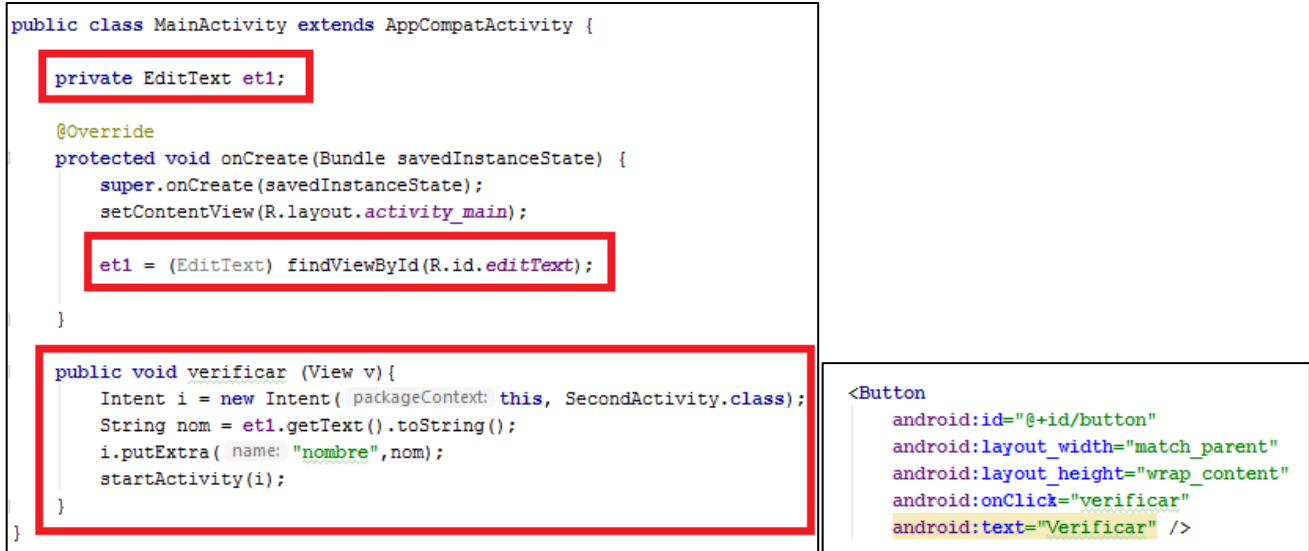 public class MainActivity extends AppCompatActivity {
private EditText et1;
@Override
protected void onCreate(Bundle savedInstanceState) {
super.onCreate(savedInstanceState);
setContentView(R.layout.activity_main);
et1 = (EditText) findViewById(R.id.editText);
}
public void verificar (View v){
Intent i = new Intent( packageContext: this, SecondActivity.class);
String nom = et1.getText().toString();
i.putExtra( name: "nombre",nom);
startActivity(i);
}
}
<Button
android:id="@+id/button"
android:layout_width="match_parent"
android:layout_height="wrap_content"
android:onClick="verificar"
android:text="Verificar" />